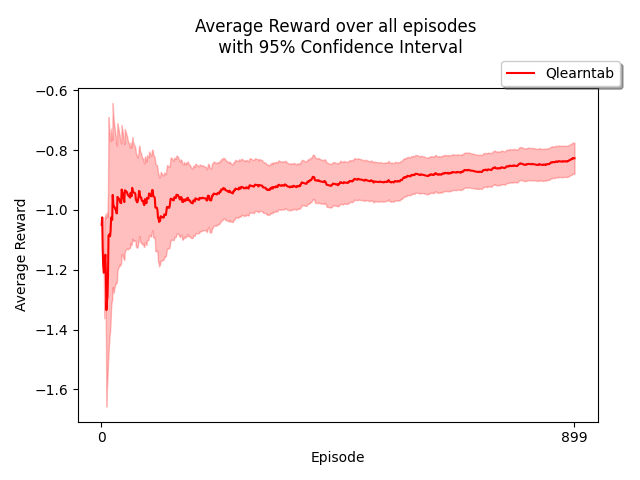 Average Reward over all episodes
with 95% Confidence Interval
Qlearntab
−0.6
−0.8
−1.0
−1.2
−1.4
−1.6
Average Reward
0
899
Episode